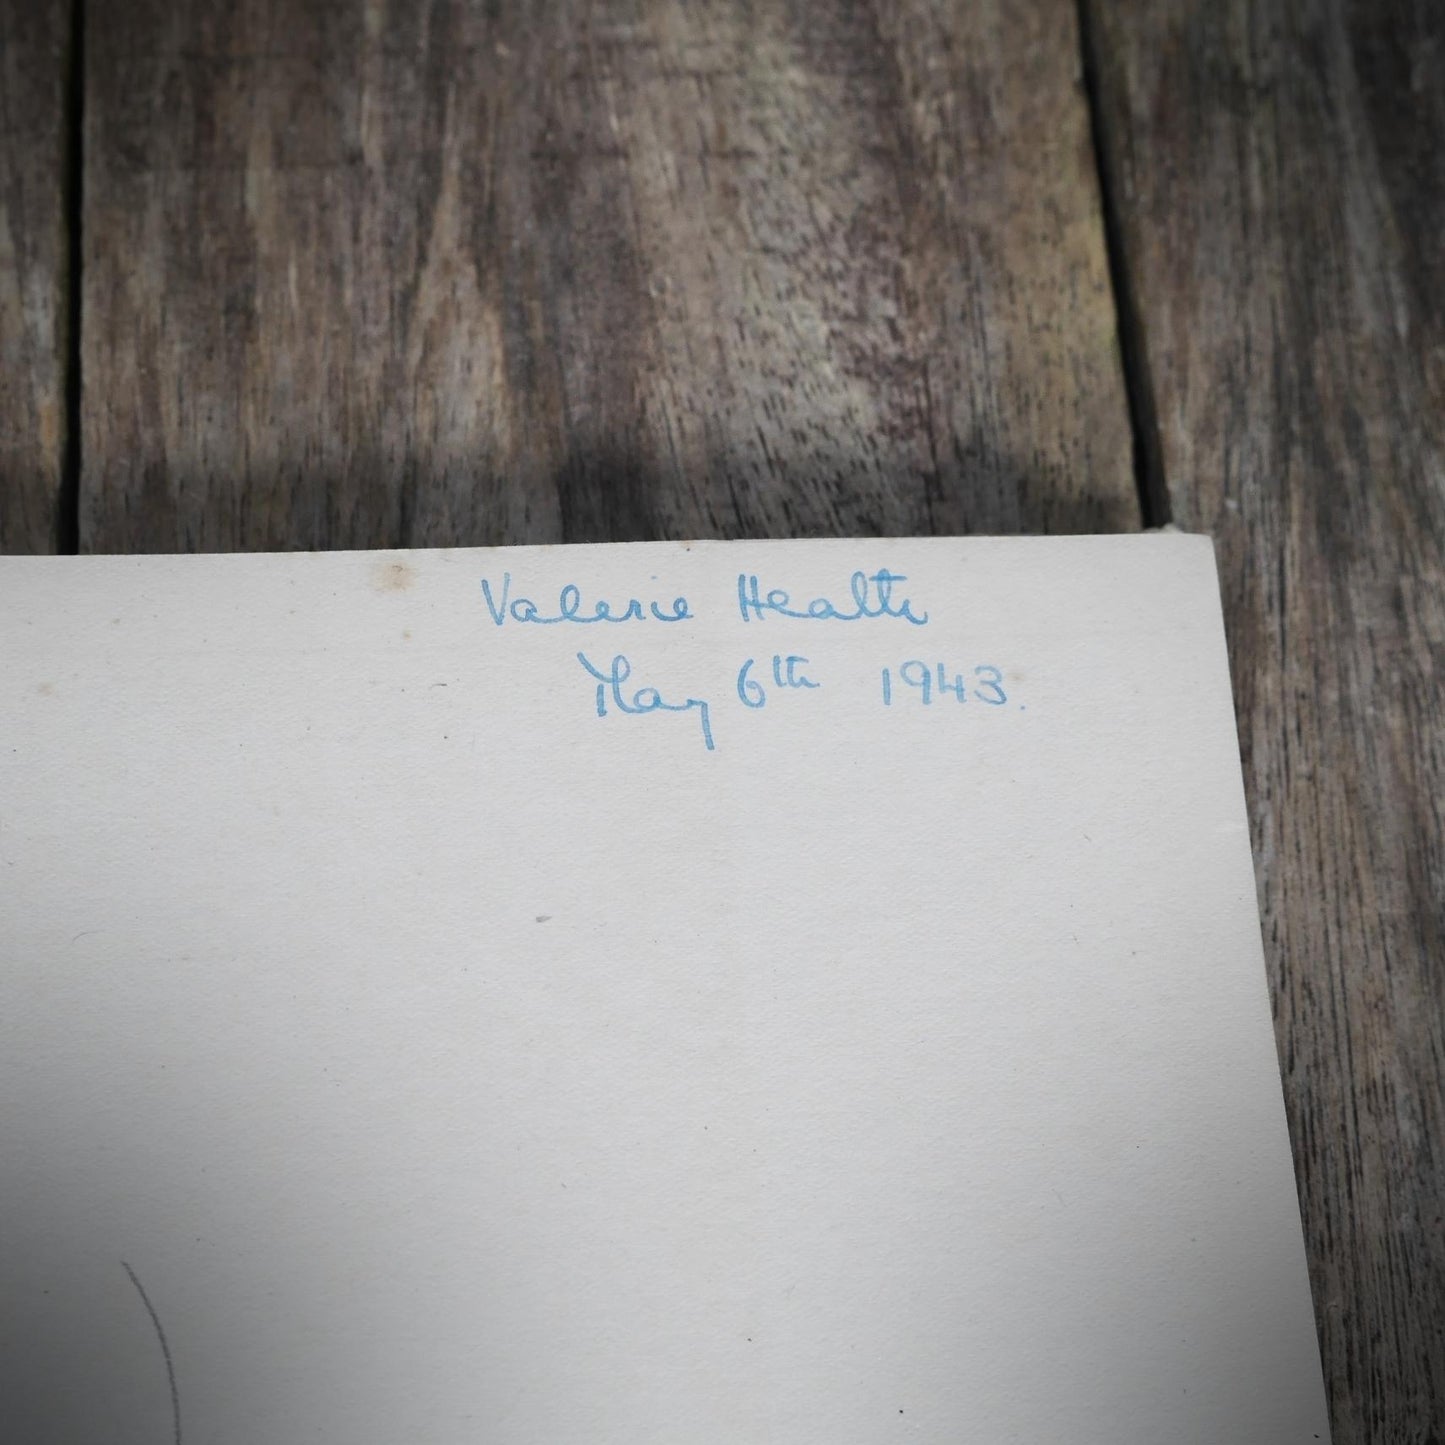 Valerie Heath
May 6th 1943.